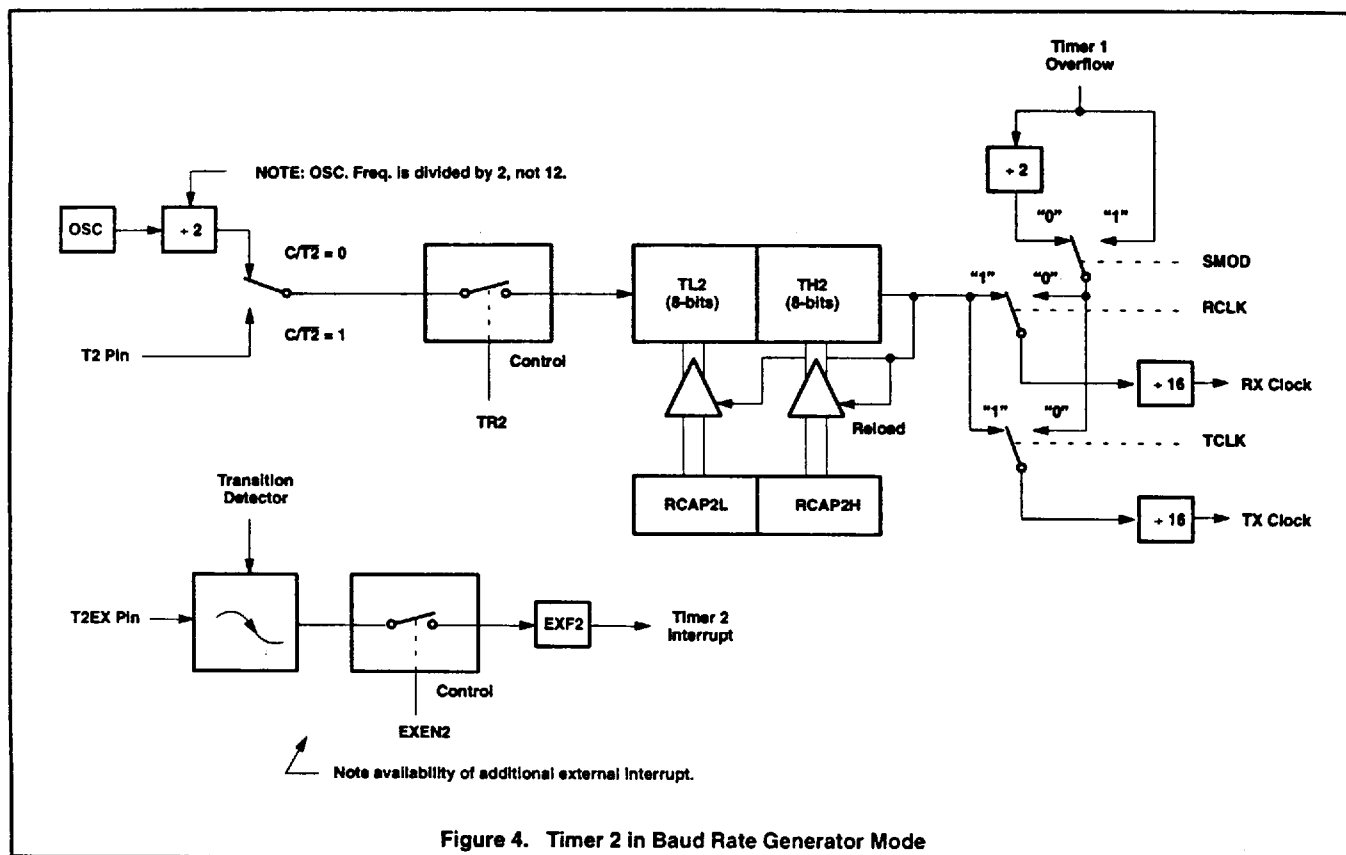 Timer 1
Overflow
÷ 2
NOTE: OSC. Freq. is divided by 2, not 12.
"0"
"1"
OSC
÷ 2
C/T2 = 0
TL2
(8-bits)
TH2
(8-bits)
SMOD
"1"
"0"
RCLK
C/T2 = 1
T2 Pin
Control
÷ 16
RX Clock
TR2
Reload
"1"
"0"
TCLK
Transition
Detector
RCAP2L
RCAP2H
÷ 16
TX Clock
T2EX Pin
EXF2
Timer 2
Interrupt
Control
EXEN2
Note availability of additional external interrupt.
Figure 4. Timer 2 in Baud Rate Generator Mode